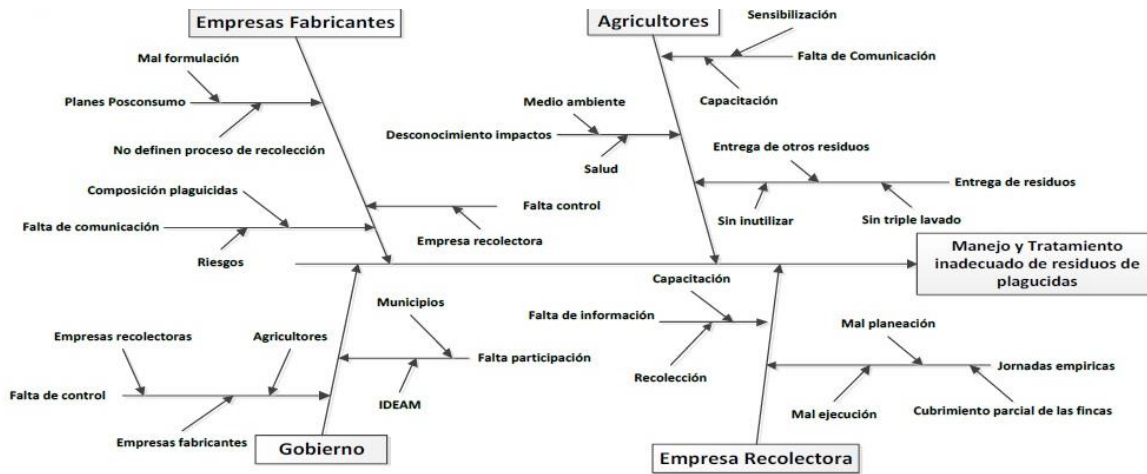 Empresas Fabricantes
Agricultores
Sensibilización
Mal formulación
Falta de Comunicación
Planes Posconsumo
Medio ambiente
Capacitación
Desconocimiento impactos
No definen proceso de recolección
Entrega de otros residuos
Salud
Composición plaguicidas
Entrega de residuos
Falta control
Sin inutilizar
Sin triple lavado
Falta de comunicación
Empresa recolectora
Riesgos
Manejo y Tratamiento
inadecuado de residuos de
plagucidas
Capacitación
Municipios
Empresas recolectoras
Agricultores
Falta de información
Mal planeación
Falta participación
Jornadas empiricas
Recolección
Falta de control
IDEAM
Mal ejecución
Cubrimiento parcial de las fincas
Empresas fabricantes
Gobierno
Empresa Recolectora